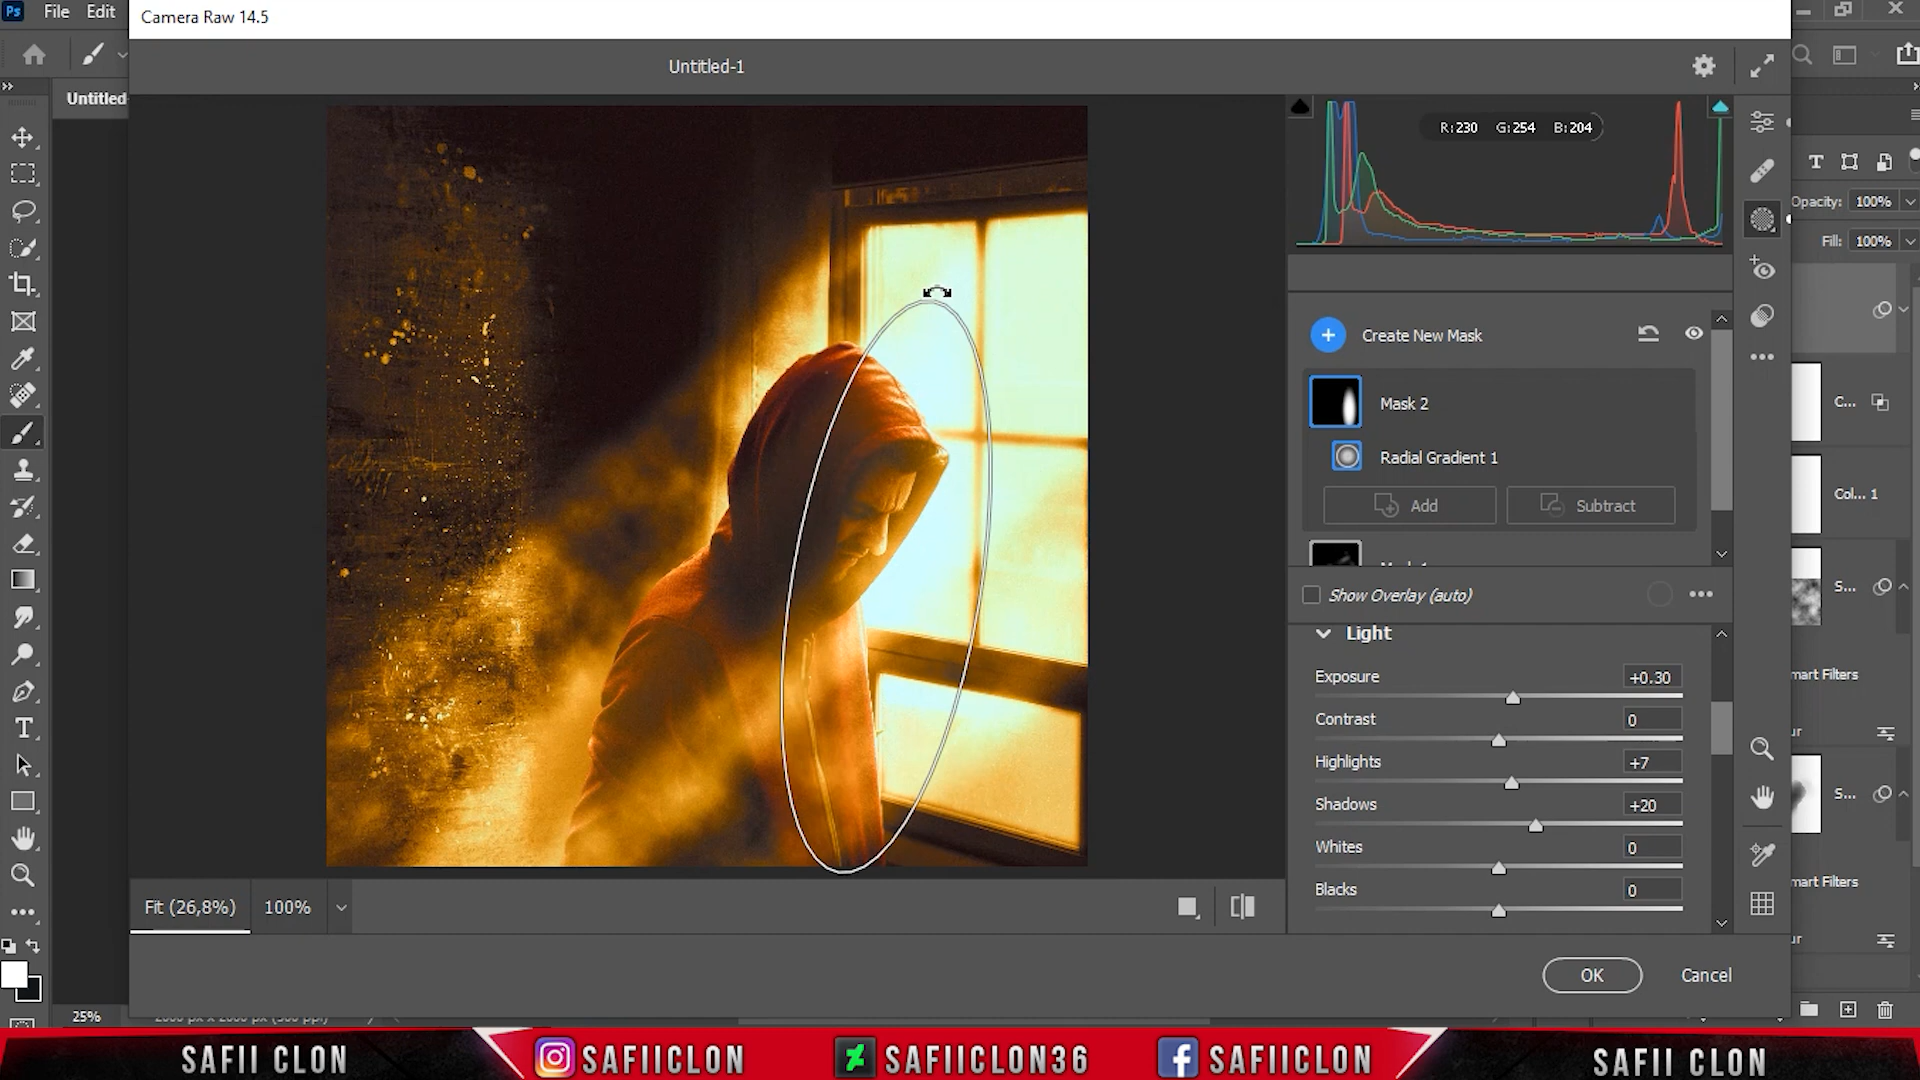 Ps File Edit
Camera Raw 14.5
Untitled-1
Untitled
R:230 G:254 B:204
Opacity: 100%
Fill: 100%
Create New Mask
Mask 2
Radial Gradient 1
Add Subtract
C...
Col... 1
S...
Show Overlay (auto)
Light
Exposure +0.30
Contrast 0
Highlights +7
Shadows +20
Whites 0
Blacks 0
mart Filters
ur
S...
mart Filters
ur
Fit (26,8%) 100%
OK Cancel
25%
SAFII CLON SAFIICLON SAFIICLON36 SAFIICLON SAFII CLON